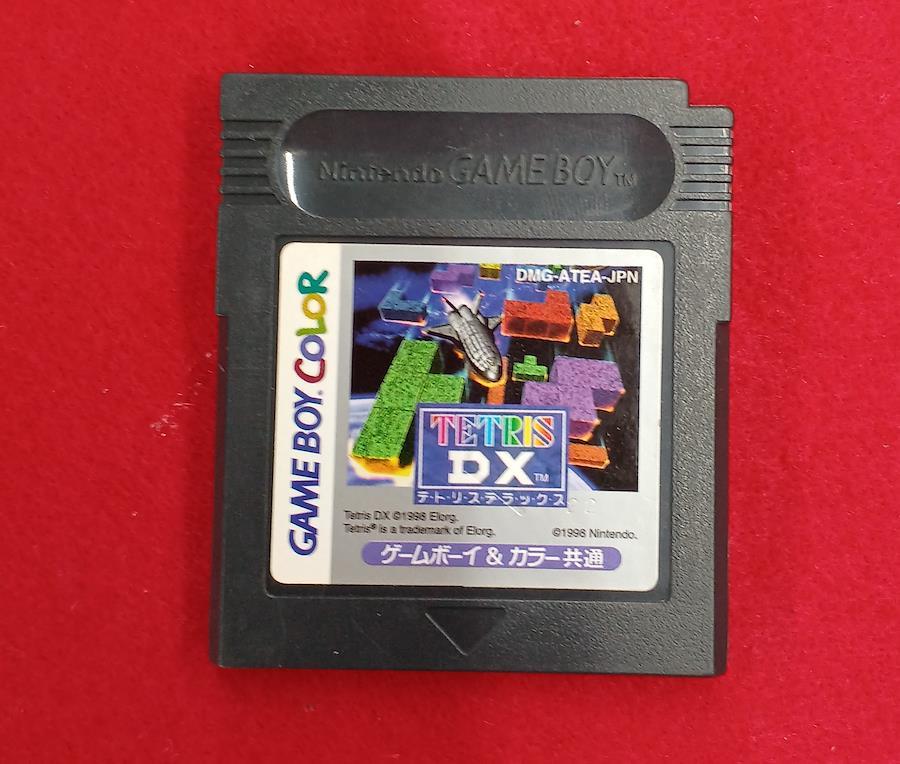 Nintendo GAME BOY TM
GAME BOY COLOR
DMG-ATEA-JPN
TETRIS
DX TM
テ・ト・リ・ス・デ・ラ・ッ・ク・ス
Tetris DX ©1998 Elorg.
Tetris® is a trademark of Elorg.
©1998 Nintendo.
ゲームボーイ & カラー共通